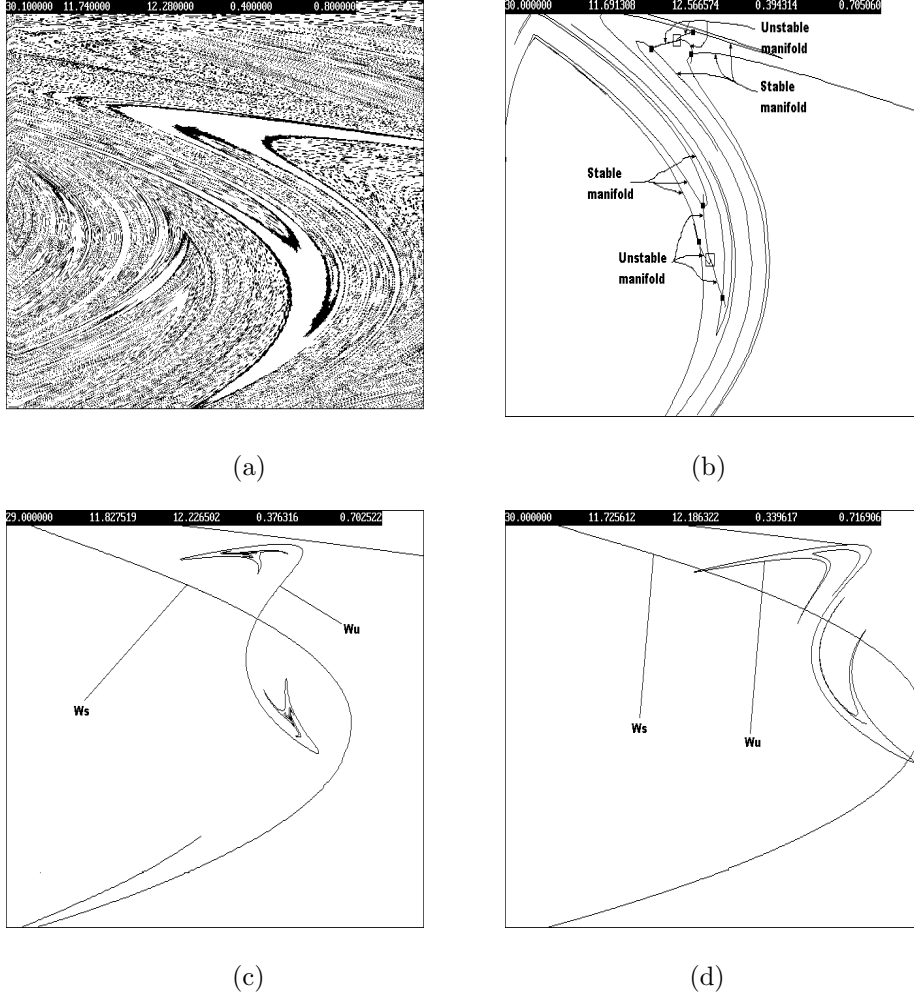 30.100000 11.740000 12.280000 0.400000 0.800000
30.000000 11.691308 12.566574 0.394314 0.705060
Unstable
manifold
Stable
manifold
Stable
manifold
Unstable
manifold
(a)
(b)
29.000000 11.827519 12.226502 0.376316 0.702522
Wu
Ws
30.000000 11.725612 12.186322 0.339617 0.716906
Ws
Wu
(c)
(d)